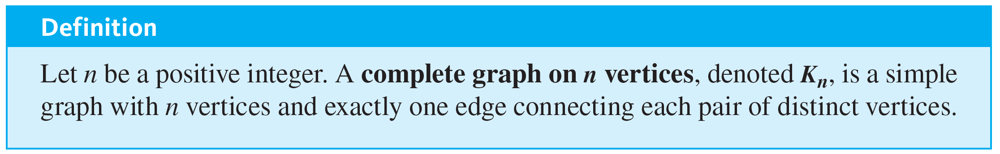 Definition
Let n be a positive integer. A complete graph on n vertices, denoted Kₙ, is a simple
graph with n vertices and exactly one edge connecting each pair of distinct vertices.